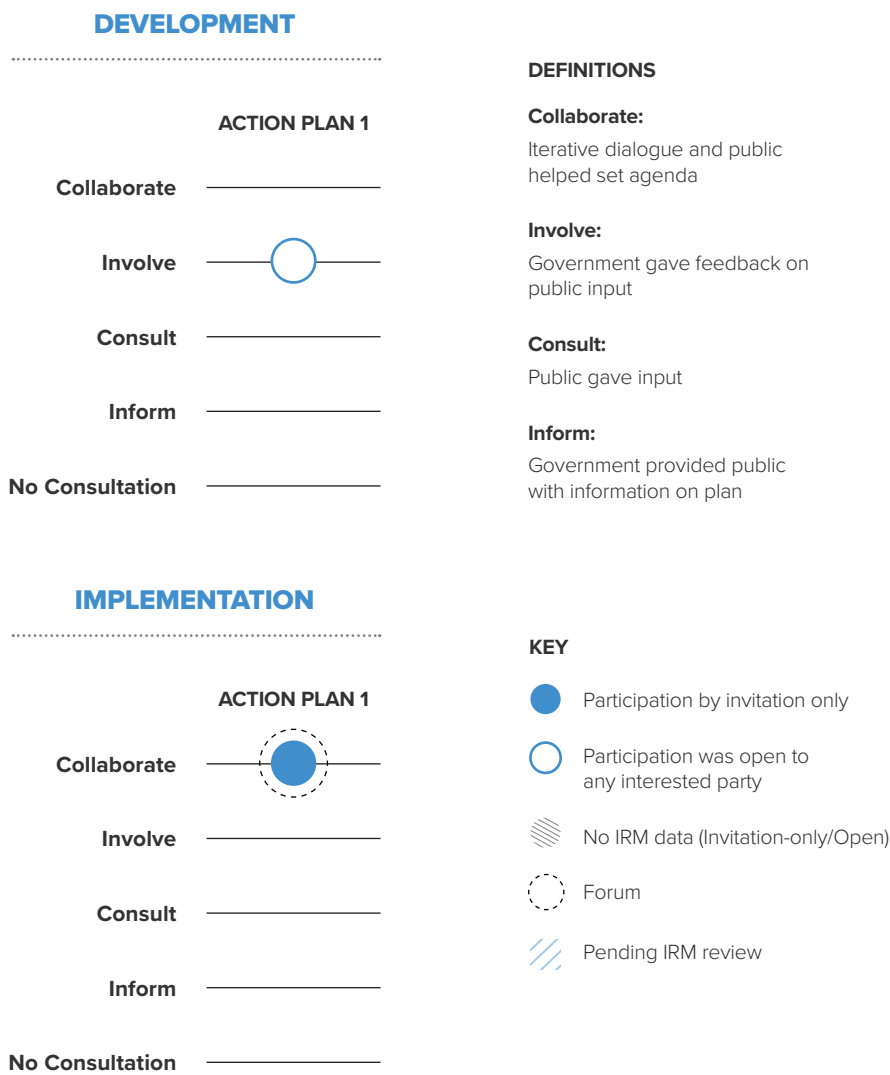 DEVELOPMENT
ACTION PLAN 1
Collaborate
Involve
Consult
Inform
No Consultation
DEFINITIONS
Collaborate:
Iterative dialogue and public
helped set agenda
Involve:
Government gave feedback on
public input
Consult:
Public gave input
Inform:
Government provided public
with information on plan
IMPLEMENTATION
ACTION PLAN 1
Collaborate
Involve
Consult
Inform
No Consultation
KEY
Participation by invitation only
Participation was open to
any interested party
No IRM data (Invitation-only/Open)
Forum
Pending IRM review